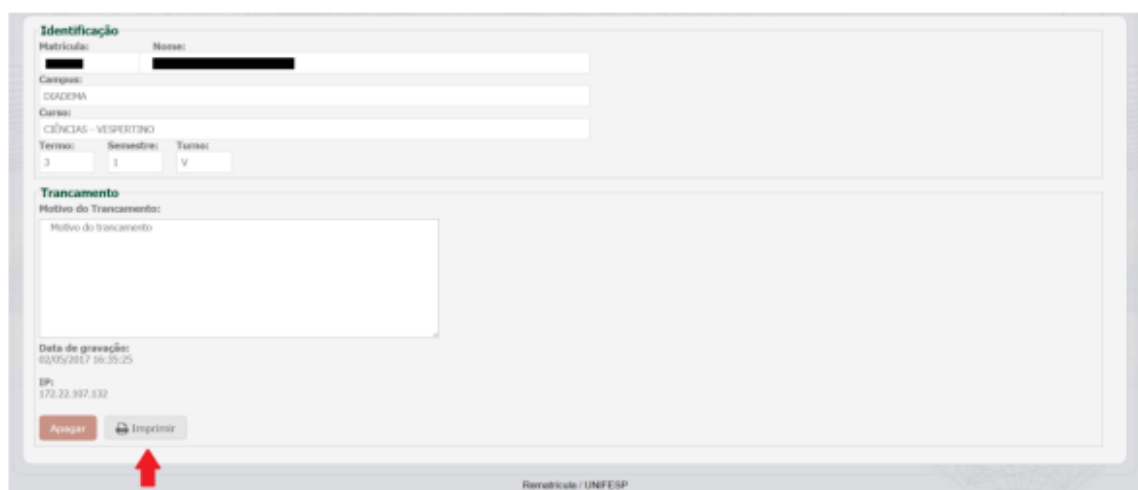 Identificação
Matrícula: Nome:
Campus:
DIADEMA
Curso:
CIÊNCIAS - VESPERTINO
Termo: Semestre: Turno:
3 1 V
Trancamento
Motivo do Trancamento:
Motivo do trancamento
Data de gravação:
02/05/2017 16:35:25
IP:
172.22.107.132
Apagar Imprimir
Rematrícula / UNIFESP